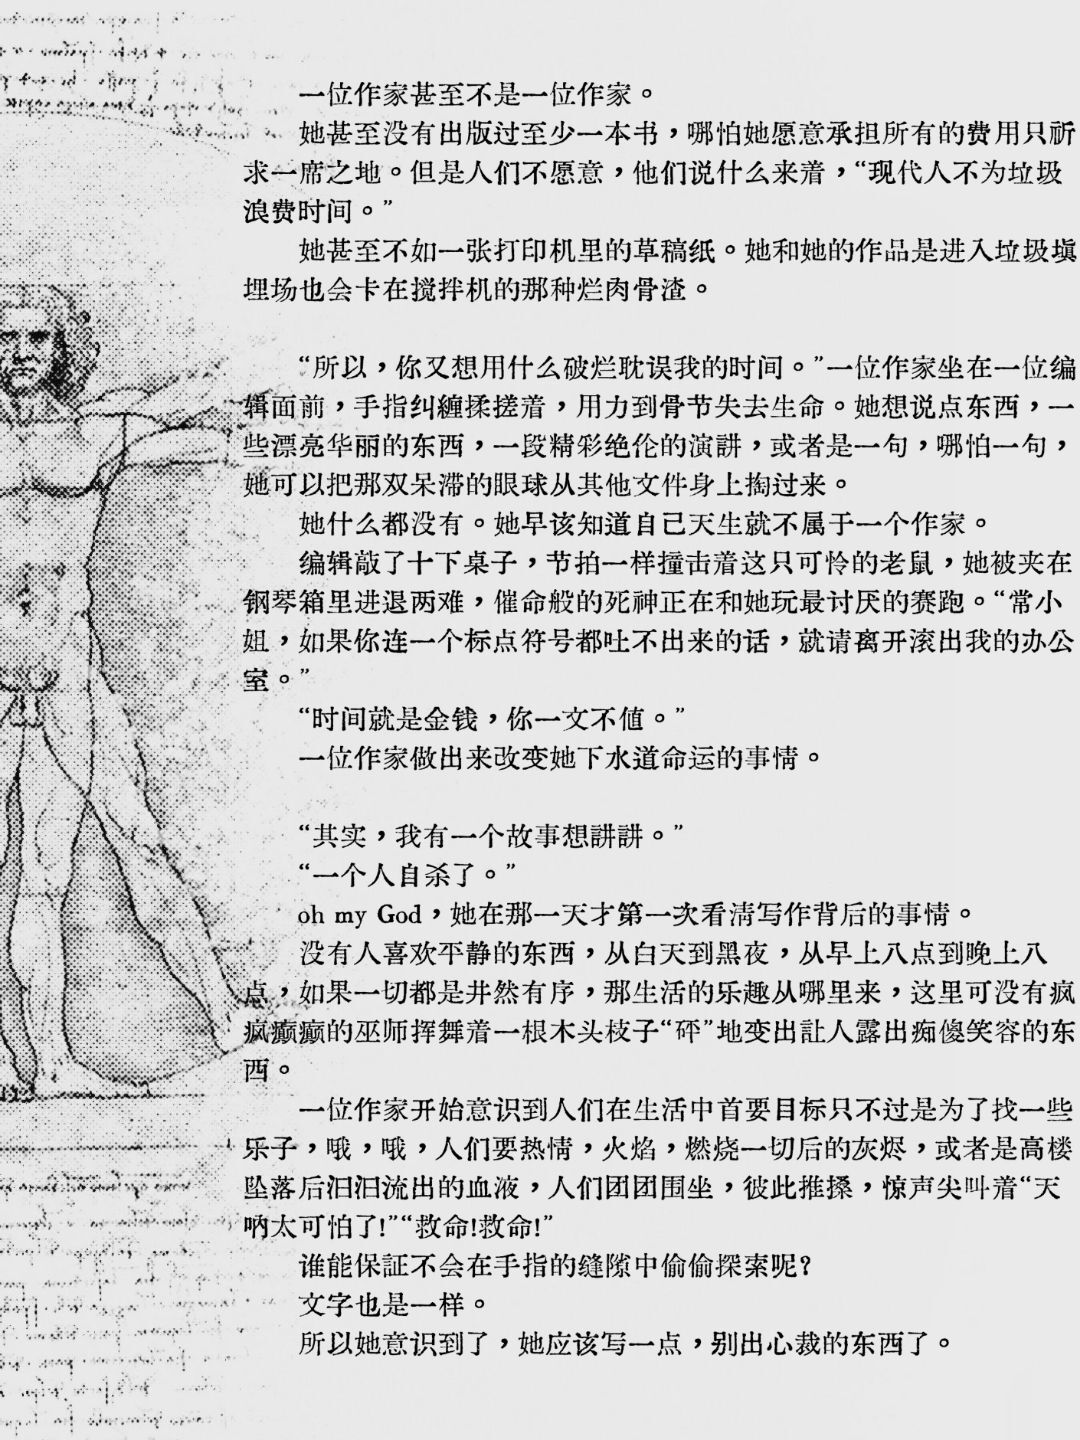 一位作家甚至不是一位作家。
她甚至没有出版过至少一本书，哪怕她愿意承担所有的费用只祈
求一席之地。但是人们不愿意，他们说什么来着，“现代人不为垃圾
浪费时间。”
她甚至不如一张打印机里的草稿纸。她和她的作品是进入垃圾填
埋场也会卡在搅拌机的那种烂肉骨渣。
“所以，你又想用什么破烂耽误我的时间。”一位作家坐在一位编
辑面前，手指纠纏揉搓着，用力到骨节失去生命。她想说点东西，一
些漂亮华丽的东西，一段精彩绝伦的演講，或者是一句，哪怕一句，
她可以把那双呆滞的眼球从其他文件身上掏过来。
她什么都没有。她早该知道自己天生就不属于一个作家。
编辑敲了十下桌子，节拍一样撞击着这只可怜的老鼠，她被夹在
钢琴箱里进退两难，催命般的死神正在和她玩最讨厌的赛跑。“常小
姐，如果你连一个标点符号都吐不出来的话，就请离开滚出我的办公
室。”
“时间就是金钱，你一文不值。”
一位作家做出来改变她下水道命运的事情。
“其实，我有一个故事想講講。”
“一个人自杀了。”
oh my God，她在那一天才第一次看清写作背后的事情。
没有人喜欢平静的东西，从白天到黑夜，从早上八点到晚上八
点，如果一切都是井然有序，那生活的乐趣从哪里来，这里可没有疯
疯癫癫的巫师挥舞着一根木头枝子“砰”地变出讓人露出痴傻笑容的东
西。
一位作家开始意识到人们在生活中首要目标只不过是为了找一些
乐子，哦，哦，人们要热情，火焰，燃烧一切后的灰烬，或者是高楼
坠落后汩汩流出的血液，人们团团围坐，彼此推搡，惊声尖叫着“天
呐太可怕了!”“救命!救命!”
谁能保証不会在手指的缝隙中偷偷探索呢?
文字也是一样。
所以她意识到了，她应该写一点，别出心裁的东西了。